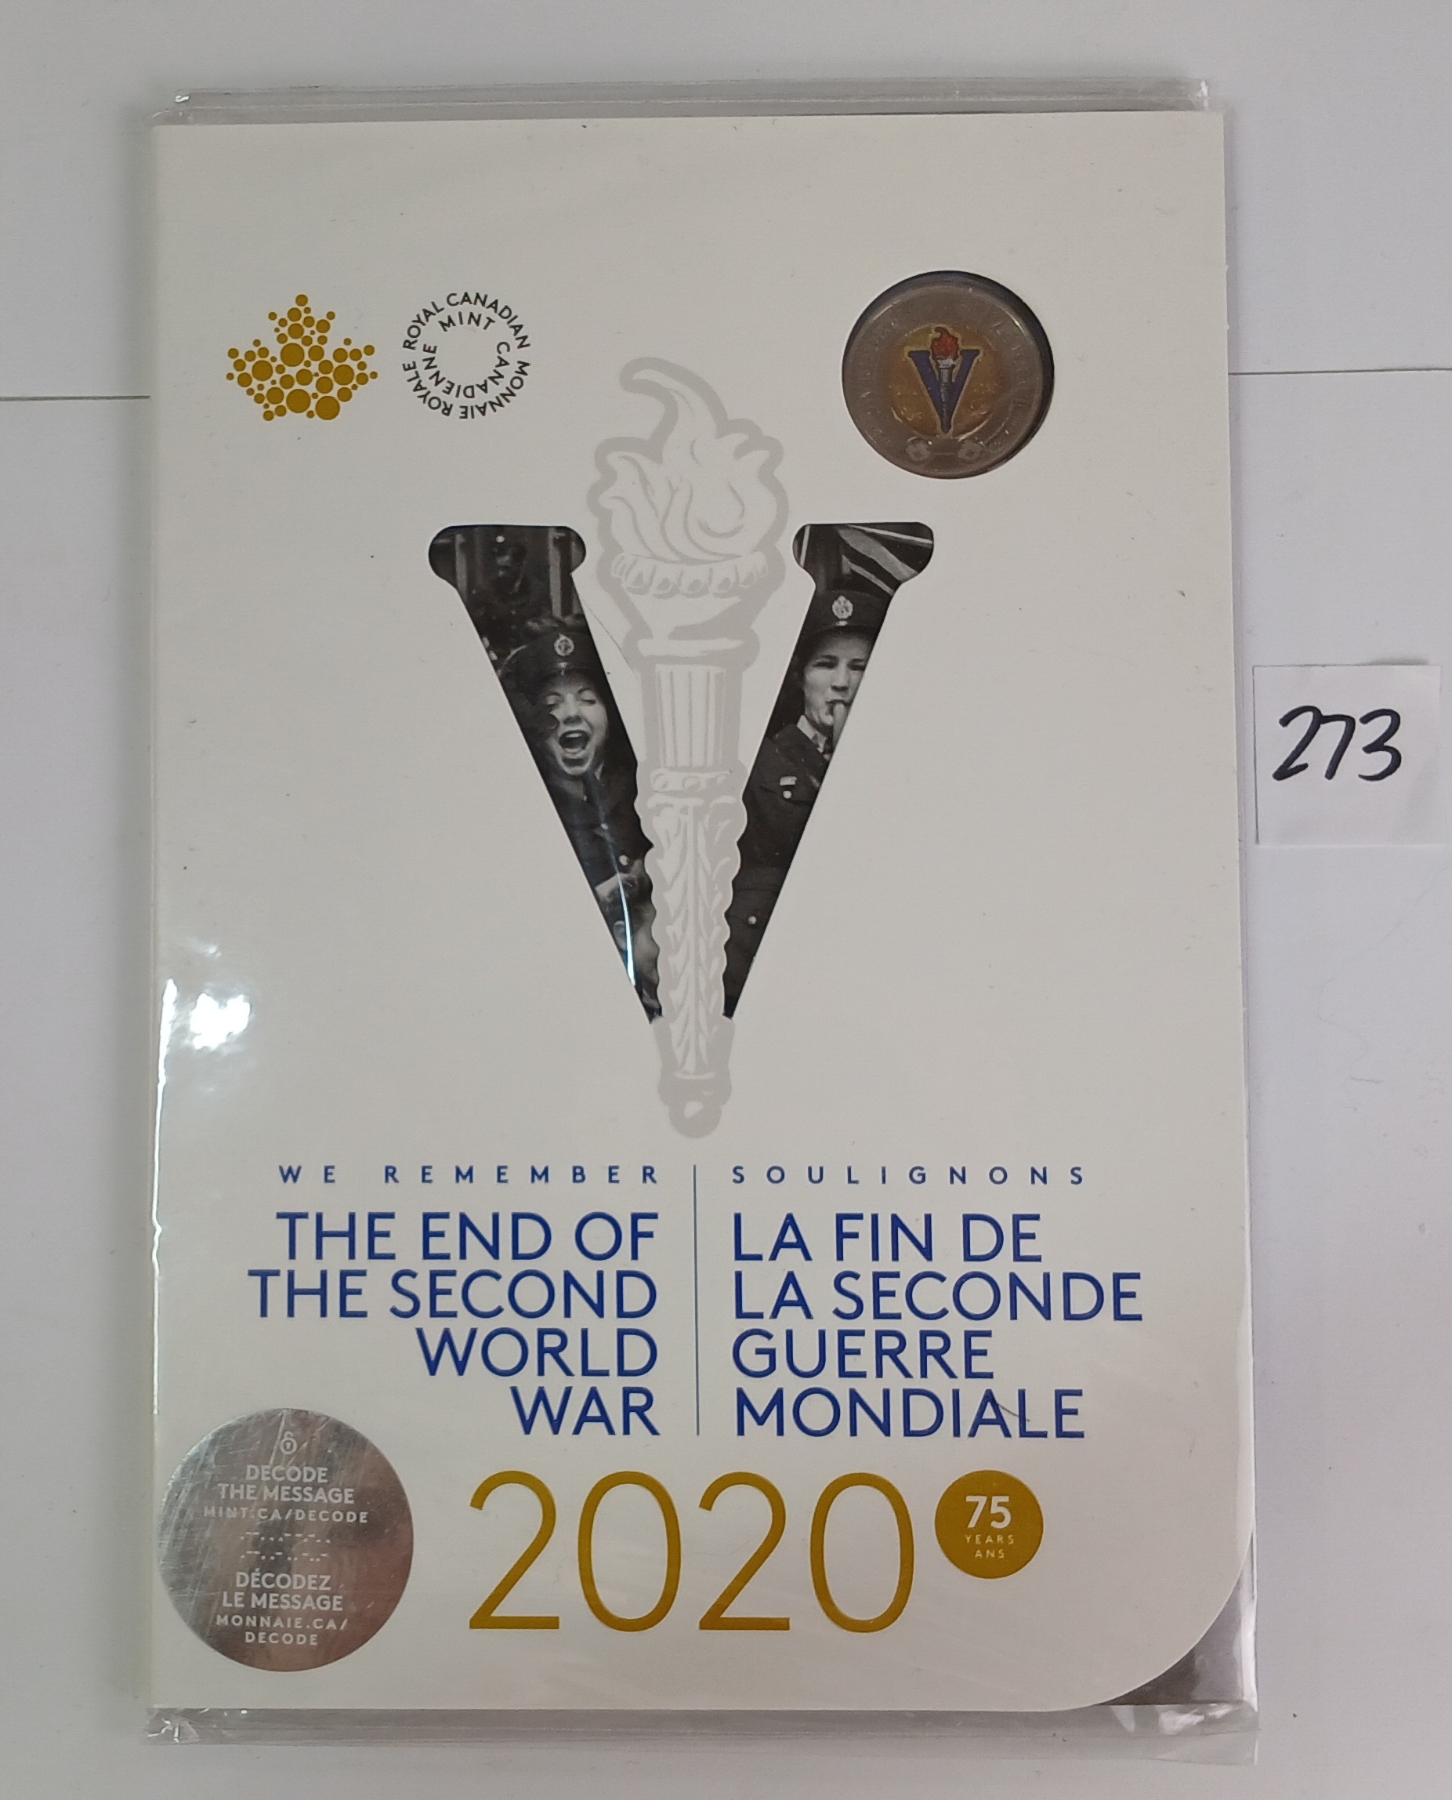 ROYAL CANADIAN MINT
MONNAIE ROYALE CANADIENNE
WE REMEMBER
THE END OF
THE SECOND
WORLD
WAR
SOULIGNONS
LA FIN DE
LA SECONDE
GUERRE
MONDIALE
2020
75
YEARS
ANS
DECODE
THE MESSAGE
MINT.CA/DECODE
DÉCODEZ
LE MESSAGE
MONNAIE.CA/
DECODE
273